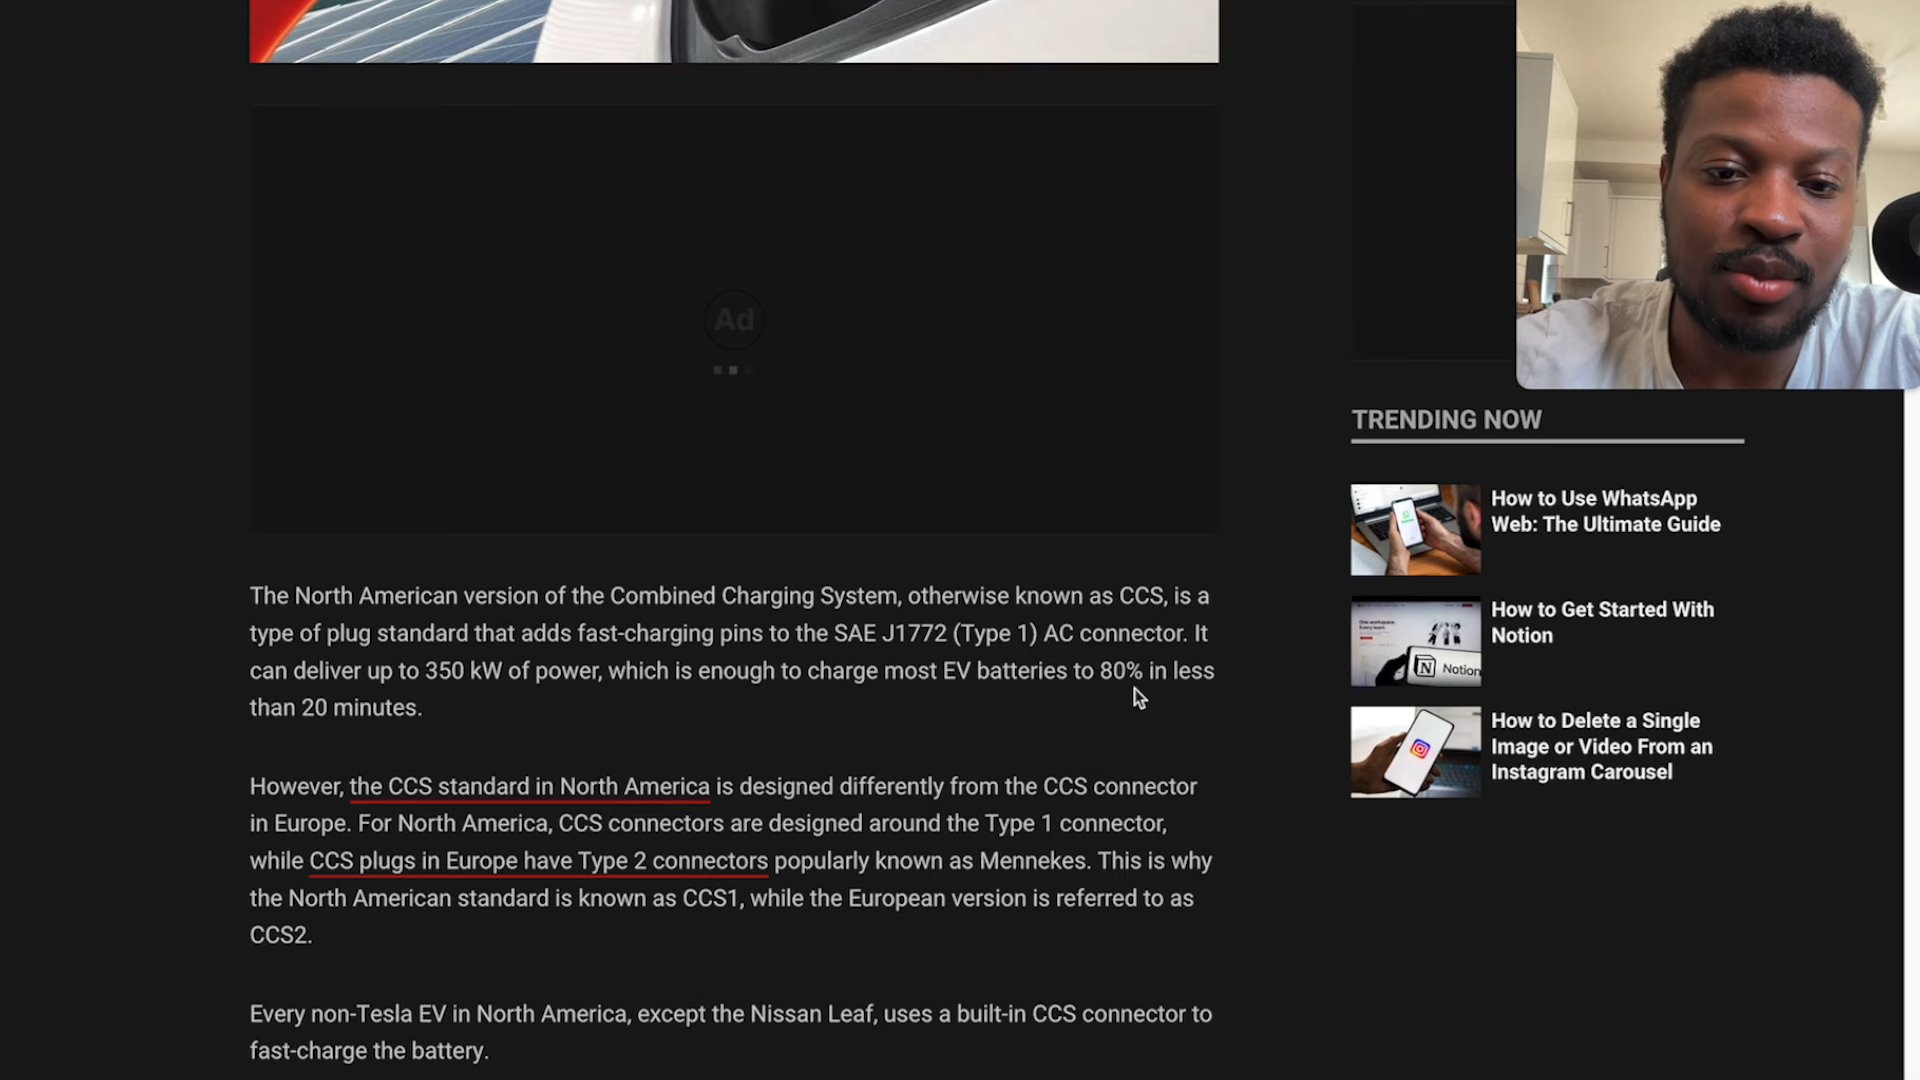 Ad
The North American version of the Combined Charging System, otherwise known as CCS, is a
type of plug standard that adds fast-charging pins to the SAE J1772 (Type 1) AC connector. It
can deliver up to 350 kW of power, which is enough to charge most EV batteries to 80% in less
than 20 minutes.
However, the CCS standard in North America is designed differently from the CCS connector
in Europe. For North America, CCS connectors are designed around the Type 1 connector,
while CCS plugs in Europe have Type 2 connectors popularly known as Mennekes. This is why
the North American standard is known as CCS1, while the European version is referred to as
CCS2.
Every non-Tesla EV in North America, except the Nissan Leaf, uses a built-in CCS connector to
fast-charge the battery.
TRENDING NOW
How to Use WhatsApp
Web: The Ultimate Guide
N Notion
How to Get Started With
Notion
How to Delete a Single
Image or Video From an
Instagram Carousel